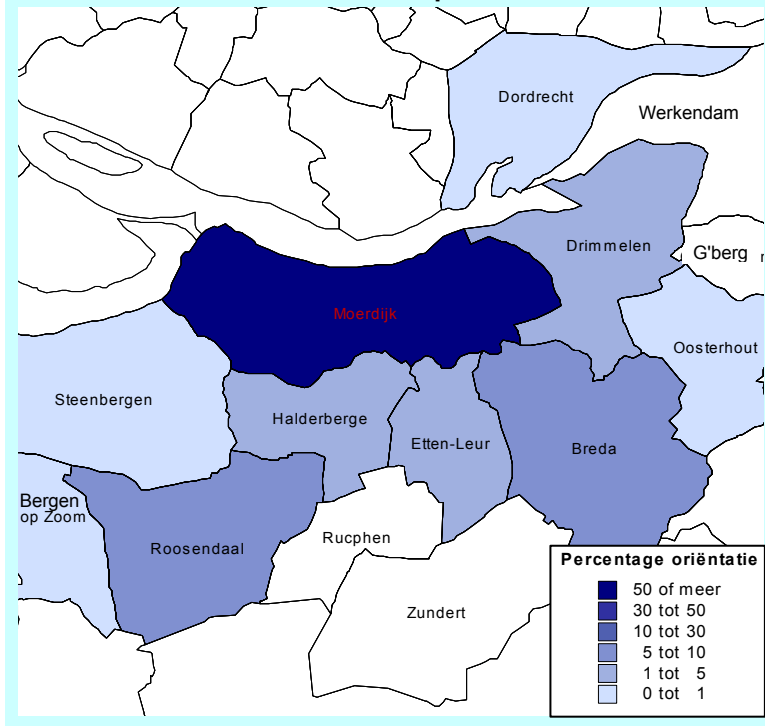 Dordrecht
Werkendam
Drimmelen
G'berg
Moerdijk
Oosterhout
Steenbergen
Halderberge
Etten-Leur
Breda
Bergen
op Zoom
Roosendaal
Rucphen
Zundert
Percentage oriëntatie
50 of meer
30 tot 50
10 tot 30
5 tot 10
1 tot 5
0 tot 1